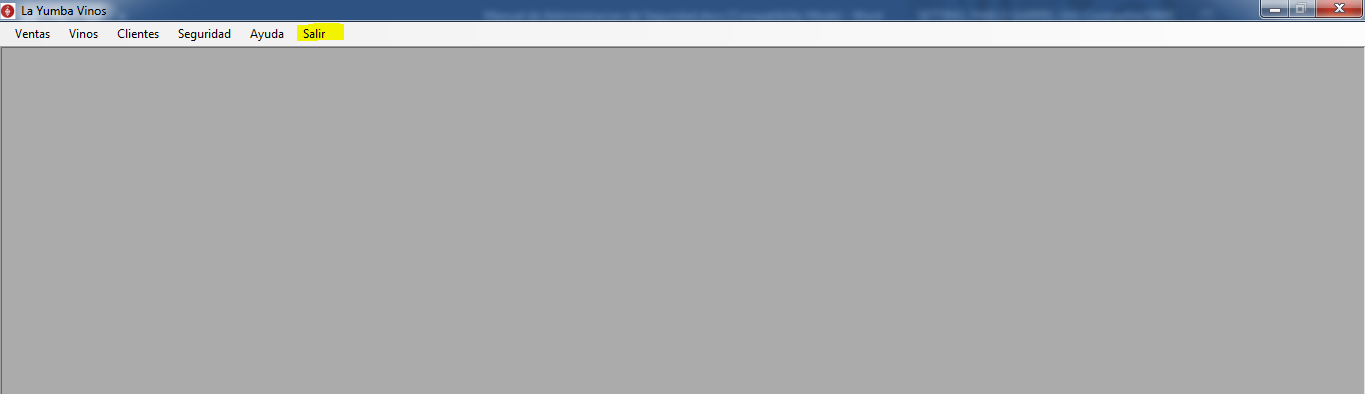 La Yumba Vinos
Ventas Vinos Clientes Seguridad Ayuda Salir